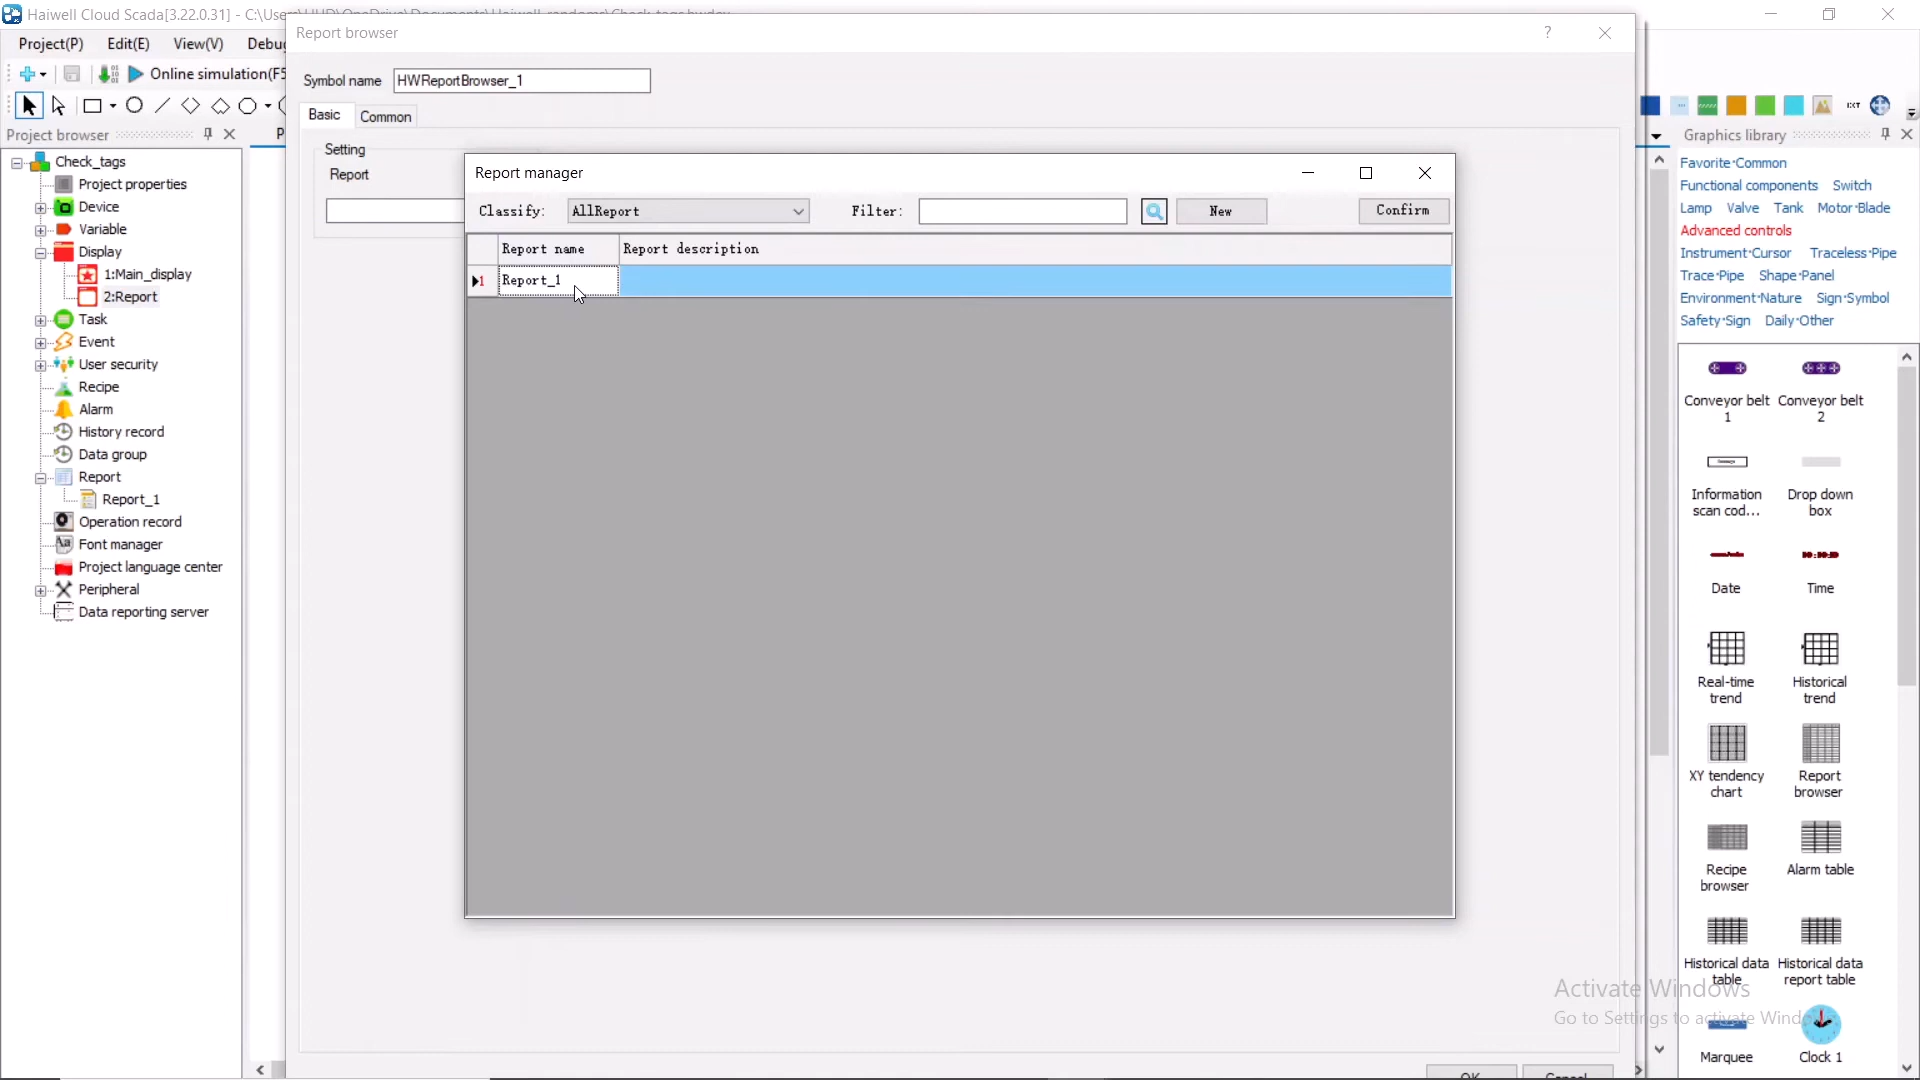 Haiwell Cloud Scada[3.22.0.31] - C:\Users\
Project(P) Edit(E) View(V) Debu
Online simulation(F5
Project browser
Check_tags
Project properties
Device
Variable
Display
1:Main_display
2:Report
Task
Event
User security
Recipe
Alarm
History record
Data group
Report
Report_1
Operation record
Font manager
Project language center
Peripheral
Data reporting server
P
Report browser
?
Symbol name HWReportBrowser_1
Basic Common
Setting
Report
Report manager
Classify: AllReport Filter: New Confirm
Report name Report description
1 Report_1
OK Cancel
TXT
Graphics library
Favorite·Common
Functional components Switch
Lamp Valve Tank Motor·Blade
Advanced controls
Instrument·Cursor Traceless·Pipe
Trace·Pipe Shape·Panel
Environment·Nature Sign·Symbol
Safety·Sign Daily·Other
Conveyor belt 1
Conveyor belt 2
Information scan cod...
Drop down box
Date
Time
Real-time trend
Historical trend
XY tendency chart
Report browser
Recipe browser
Alarm table
Historical data table
Historical data report table
Marquee
Clock 1
Activate Windows
Go to Settings to activate Windo